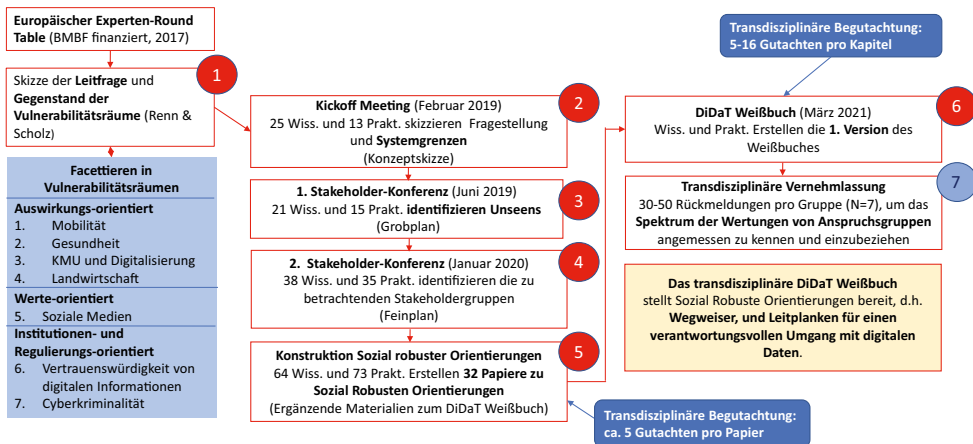 Europäischer Experten-Round
Table (BMBF finanziert, 2017)
1
Skizze der Leitfrage und
Gegenstand der
Vulnerabilitätsräume (Renn &
Scholz)
Facettieren in
Vulnerabilitätsräumen
Auswirkungs-orientiert
1. Mobilität
2. Gesundheit
3. KMU und Digitalisierung
4. Landwirtschaft
Werte-orientiert
5. Soziale Medien
Institutionen- und
Regulierungs-orientiert
6. Vertrauenswürdigkeit von
digitalen Informationen
7. Cyberkriminalität
2
Kickoff Meeting (Februar 2019)
25 Wiss. und 13 Prakt. skizzieren Fragestellung
und Systemgrenzen
(Konzeptskizze)
3
1. Stakeholder-Konferenz (Juni 2019)
21 Wiss. und 15 Prakt. identifizieren Unseens
(Grobplan)
4
2. Stakeholder-Konferenz (Januar 2020)
38 Wiss. und 35 Prakt. identifizieren die zu
betrachtenden Stakeholdergruppen
(Feinplan)
5
Konstruktion Sozial robuster Orientierungen
64 Wiss. und 73 Prakt. Erstellen 32 Papiere zu
Sozial Robusten Orientierungen
(Ergänzende Materialien zum DiDaT Weißbuch)
Transdisziplinäre Begutachtung:
ca. 5 Gutachten pro Papier
Transdisziplinäre Begutachtung:
5-16 Gutachten pro Kapitel
6
DiDaT Weißbuch (März 2021)
Wiss. und Prakt. Erstellen die 1. Version des
Weißbuches
7
Transdisziplinäre Vernehmlassung
30-50 Rückmeldungen pro Gruppe (N=7), um das
Spektrum der Wertungen von Anspruchsgruppen
angemessen zu kennen und einzubeziehen
Das transdisziplinäre DiDaT Weißbuch
stellt Sozial Robuste Orientierungen bereit, d.h.
Wegweiser, und Leitplanken für einen
verantwortungsvollen Umgang mit digitalen
Daten.